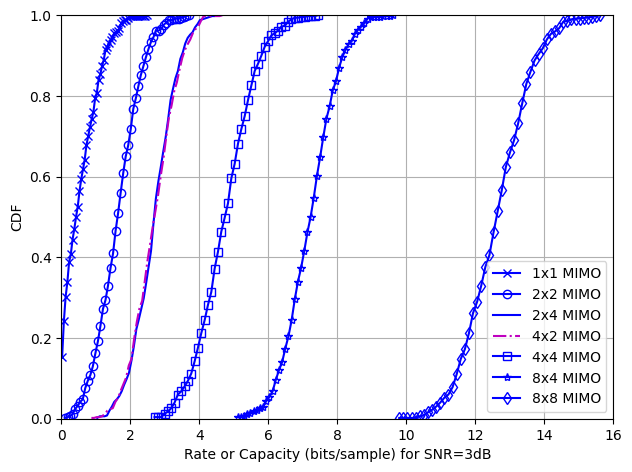 1.0
0.8
0.6
0.4
0.2
0.0
CDF
1x1 MIMO
2x2 MIMO
2x4 MIMO
4x2 MIMO
4x4 MIMO
8x4 MIMO
8x8 MIMO
0 2 4 6 8 10 12 14 16
Rate or Capacity (bits/sample) for SNR=3dB